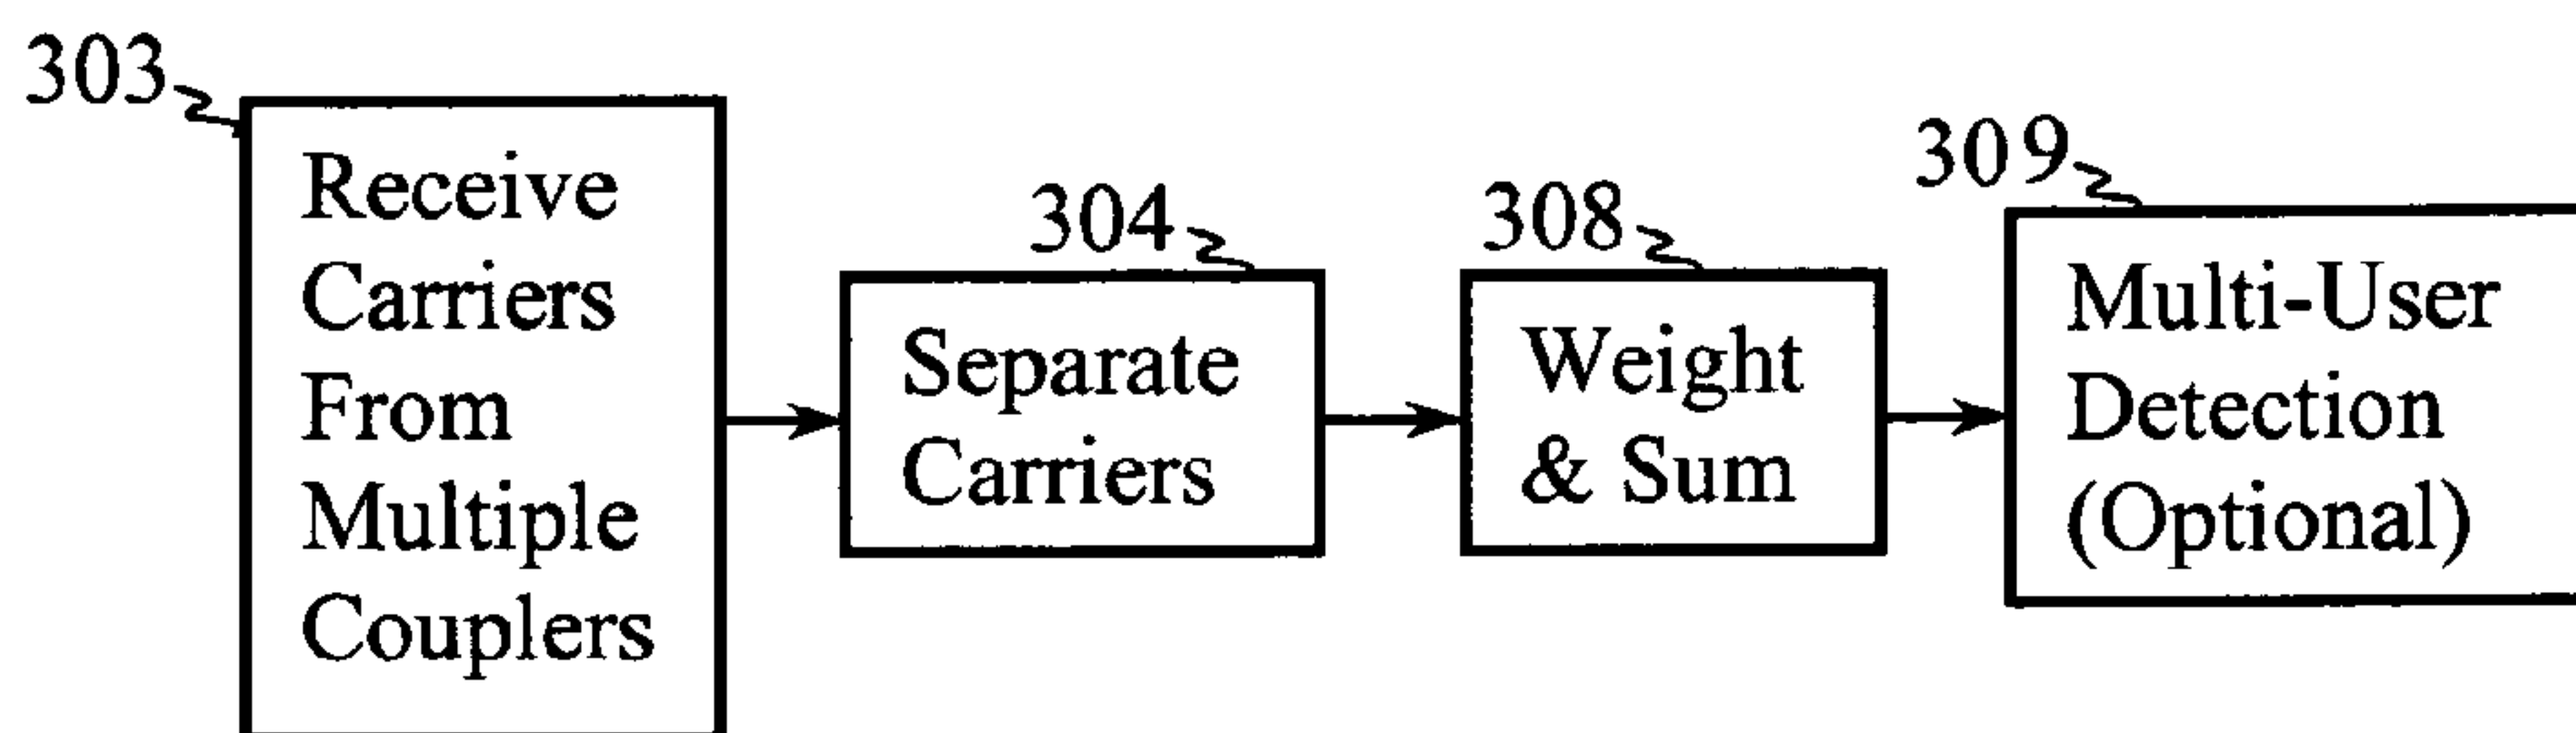 303
Receive
Carriers
From
Multiple
Couplers
304
Separate
Carriers
308
Weight
& Sum
309
Multi-User
Detection
(Optional)